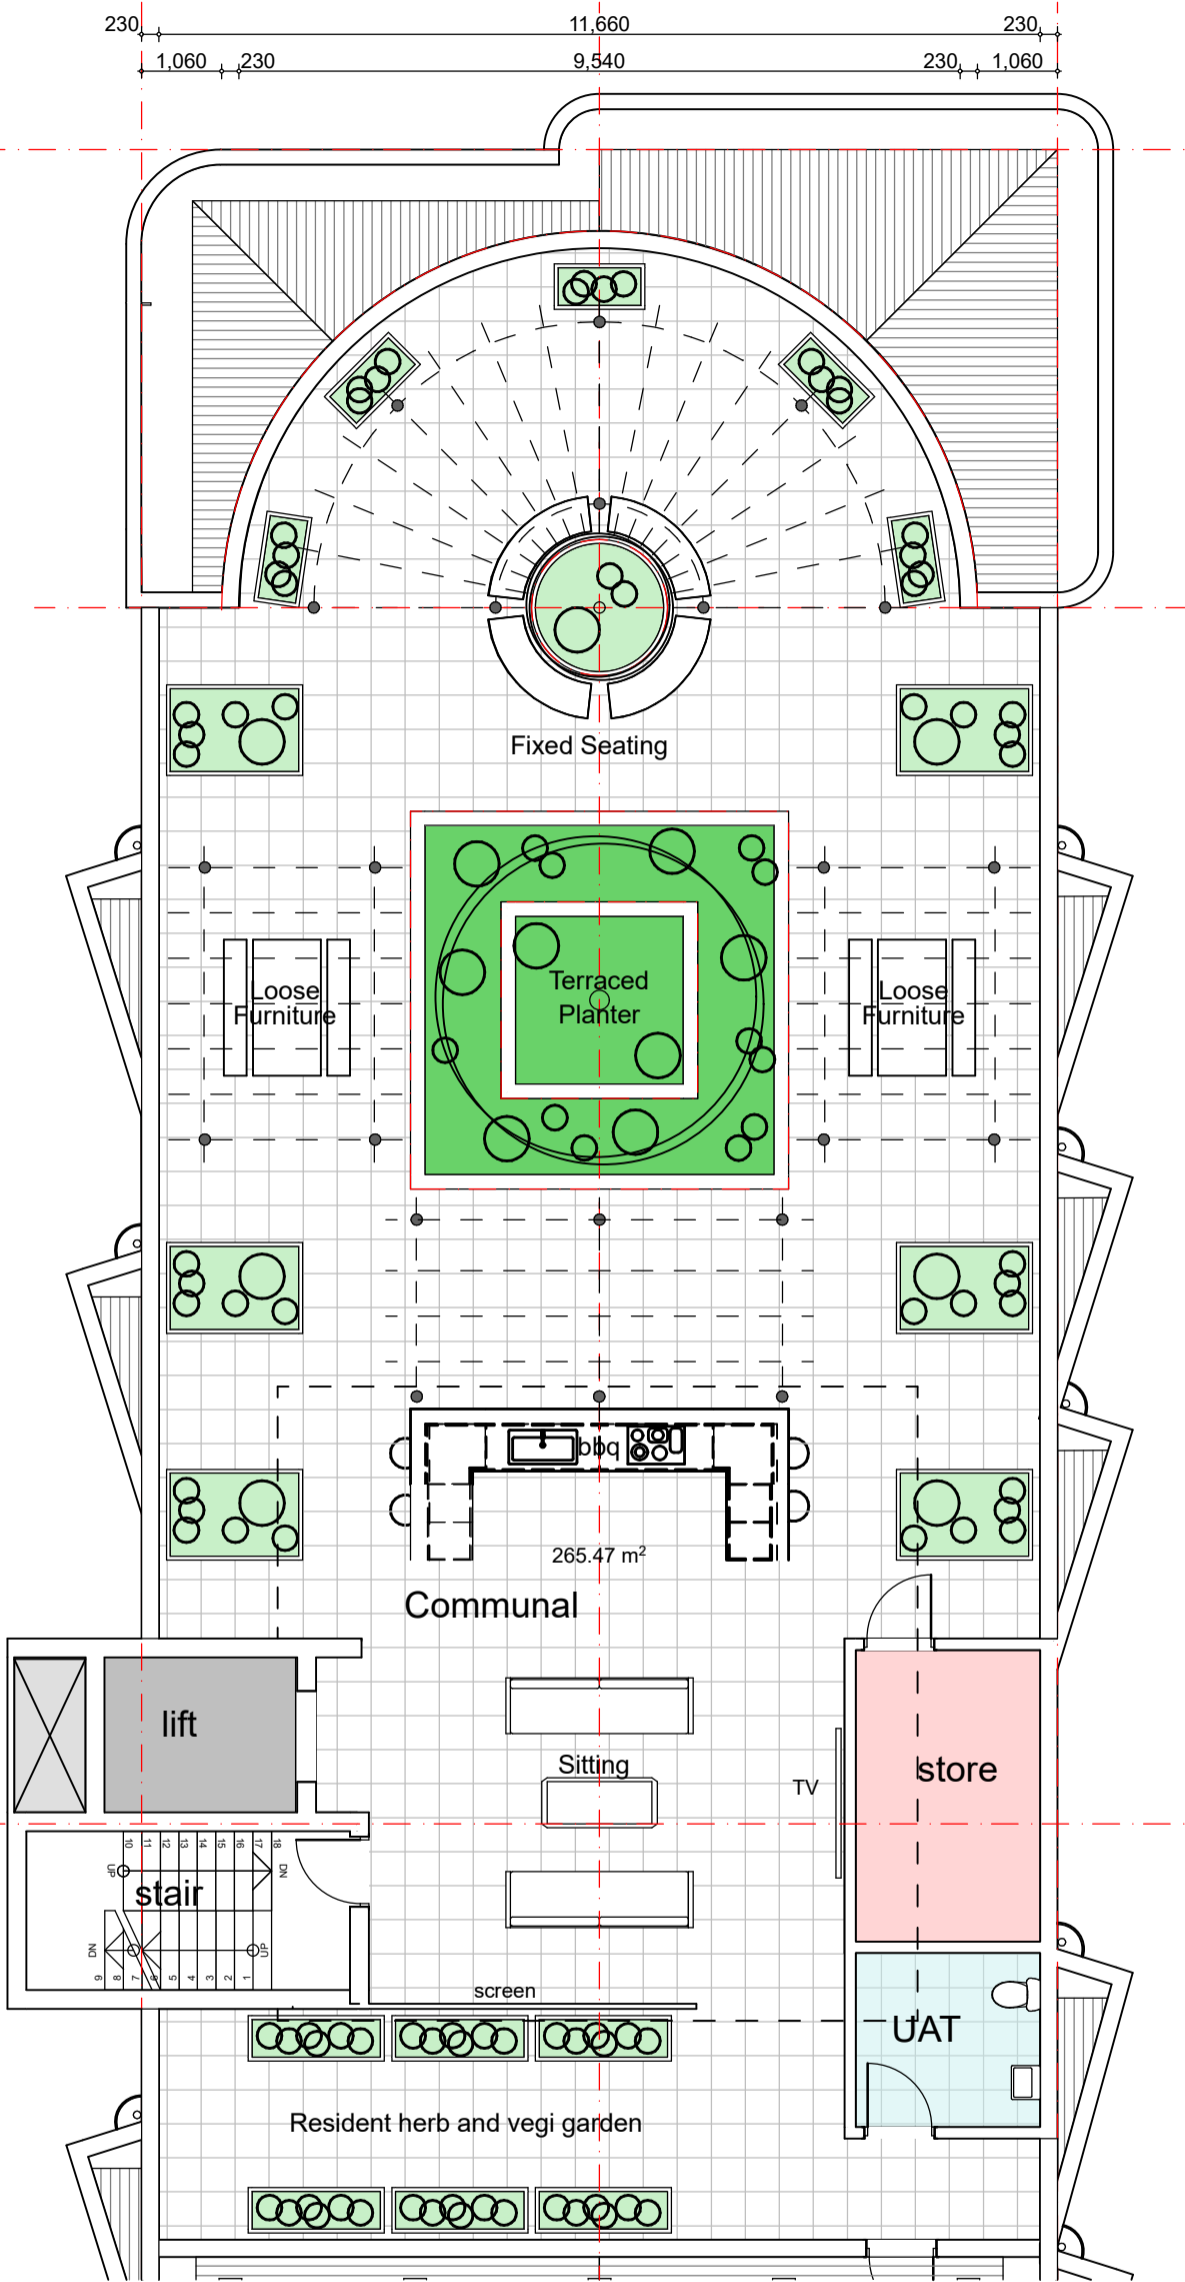 230 11,660 230
1,060 230 9,540 230 1,060
Fixed Seating
Terraced
Planter
Loose
Furniture
Loose
Furniture
bbq
265.47 m²
Communal
lift
Sitting
TV
store
10 11 12 13 14 15 16 17 18
UP DN
stair
DN UP
9 8 7 6 5 4 3 2 1
screen
UAT
Resident herb and vegi garden